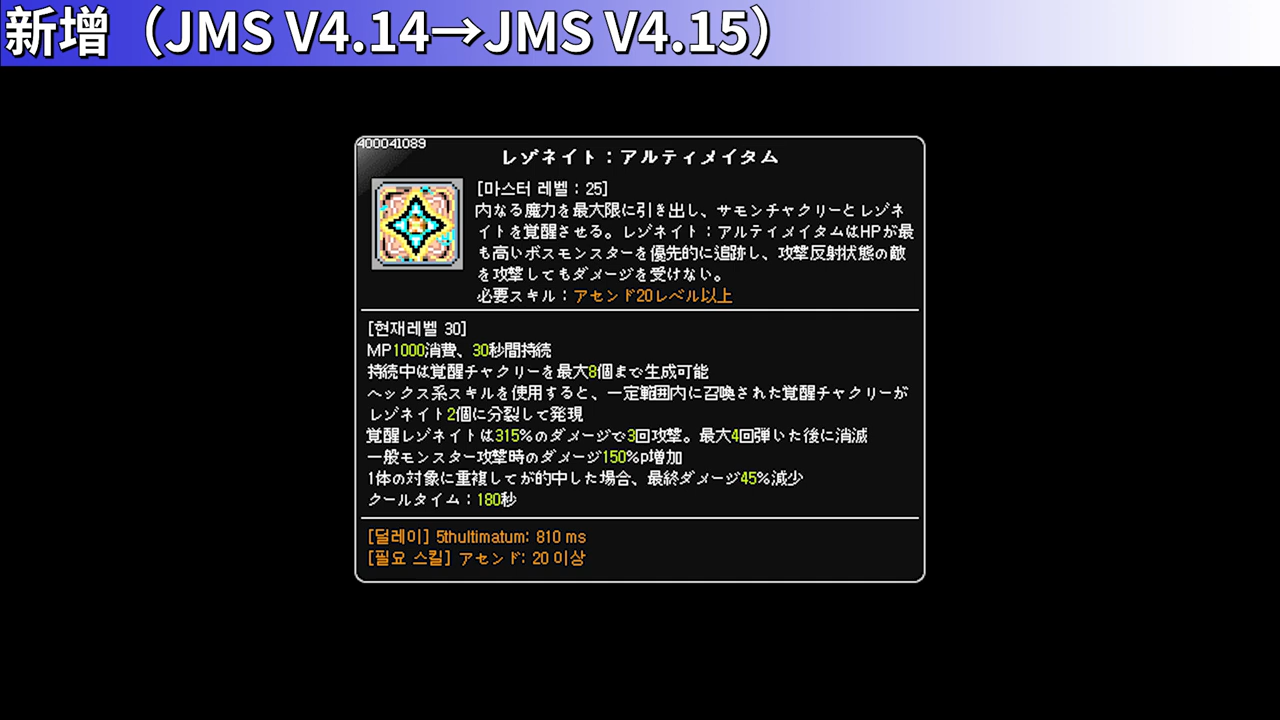 新增（JMS V4.14→JMS V4.15）
400041089
レゾネイト：アルティメイタム
[마스터 레벨 : 25]
内なる魔力を最大限に引き出し、サモンチャクリーとレゾネ
イトを覚醒させる。レゾネイト：アルティメイタムはHPが最
も高いボスモンスターを優先的に追跡し、攻撃反射状態の敵
を攻撃してもダメージを受けない。
必要スキル：アセンド20レベル以上
[현재레벨 30]
MP1000消費、30秒間持続
持続中は覚醒チャクリーを最大8個まで生成可能
ヘックス系スキルを使用すると、一定範囲内に召喚された覚醒チャクリーが
レゾネイト2個に分裂して発現
覚醒レゾネイトは315%のダメージで3回攻撃。最大4回弾いた後に消滅
一般モンスター攻撃時のダメージ150%p増加
1体の対象に重複してが的中した場合、最終ダメージ45%減少
クールタイム：180秒
[딜레이] 5thultimatum: 810 ms
[필요 스킬] アセンド: 20 이상